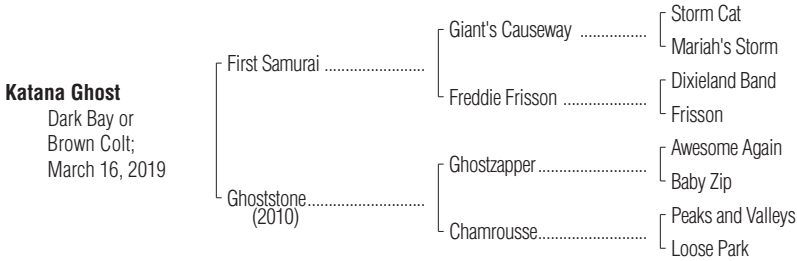 Katana Ghost
Dark Bay or
Brown Colt;
March 16, 2019
First Samurai ........................
Ghoststone............................
(2010)
Giant's Causeway ................
Freddie Frisson ....................
Ghostzapper..........................
Chamrousse..........................
Storm Cat
Mariah's Storm
Dixieland Band
Frisson
Awesome Again
Baby Zip
Peaks and Valleys
Loose Park